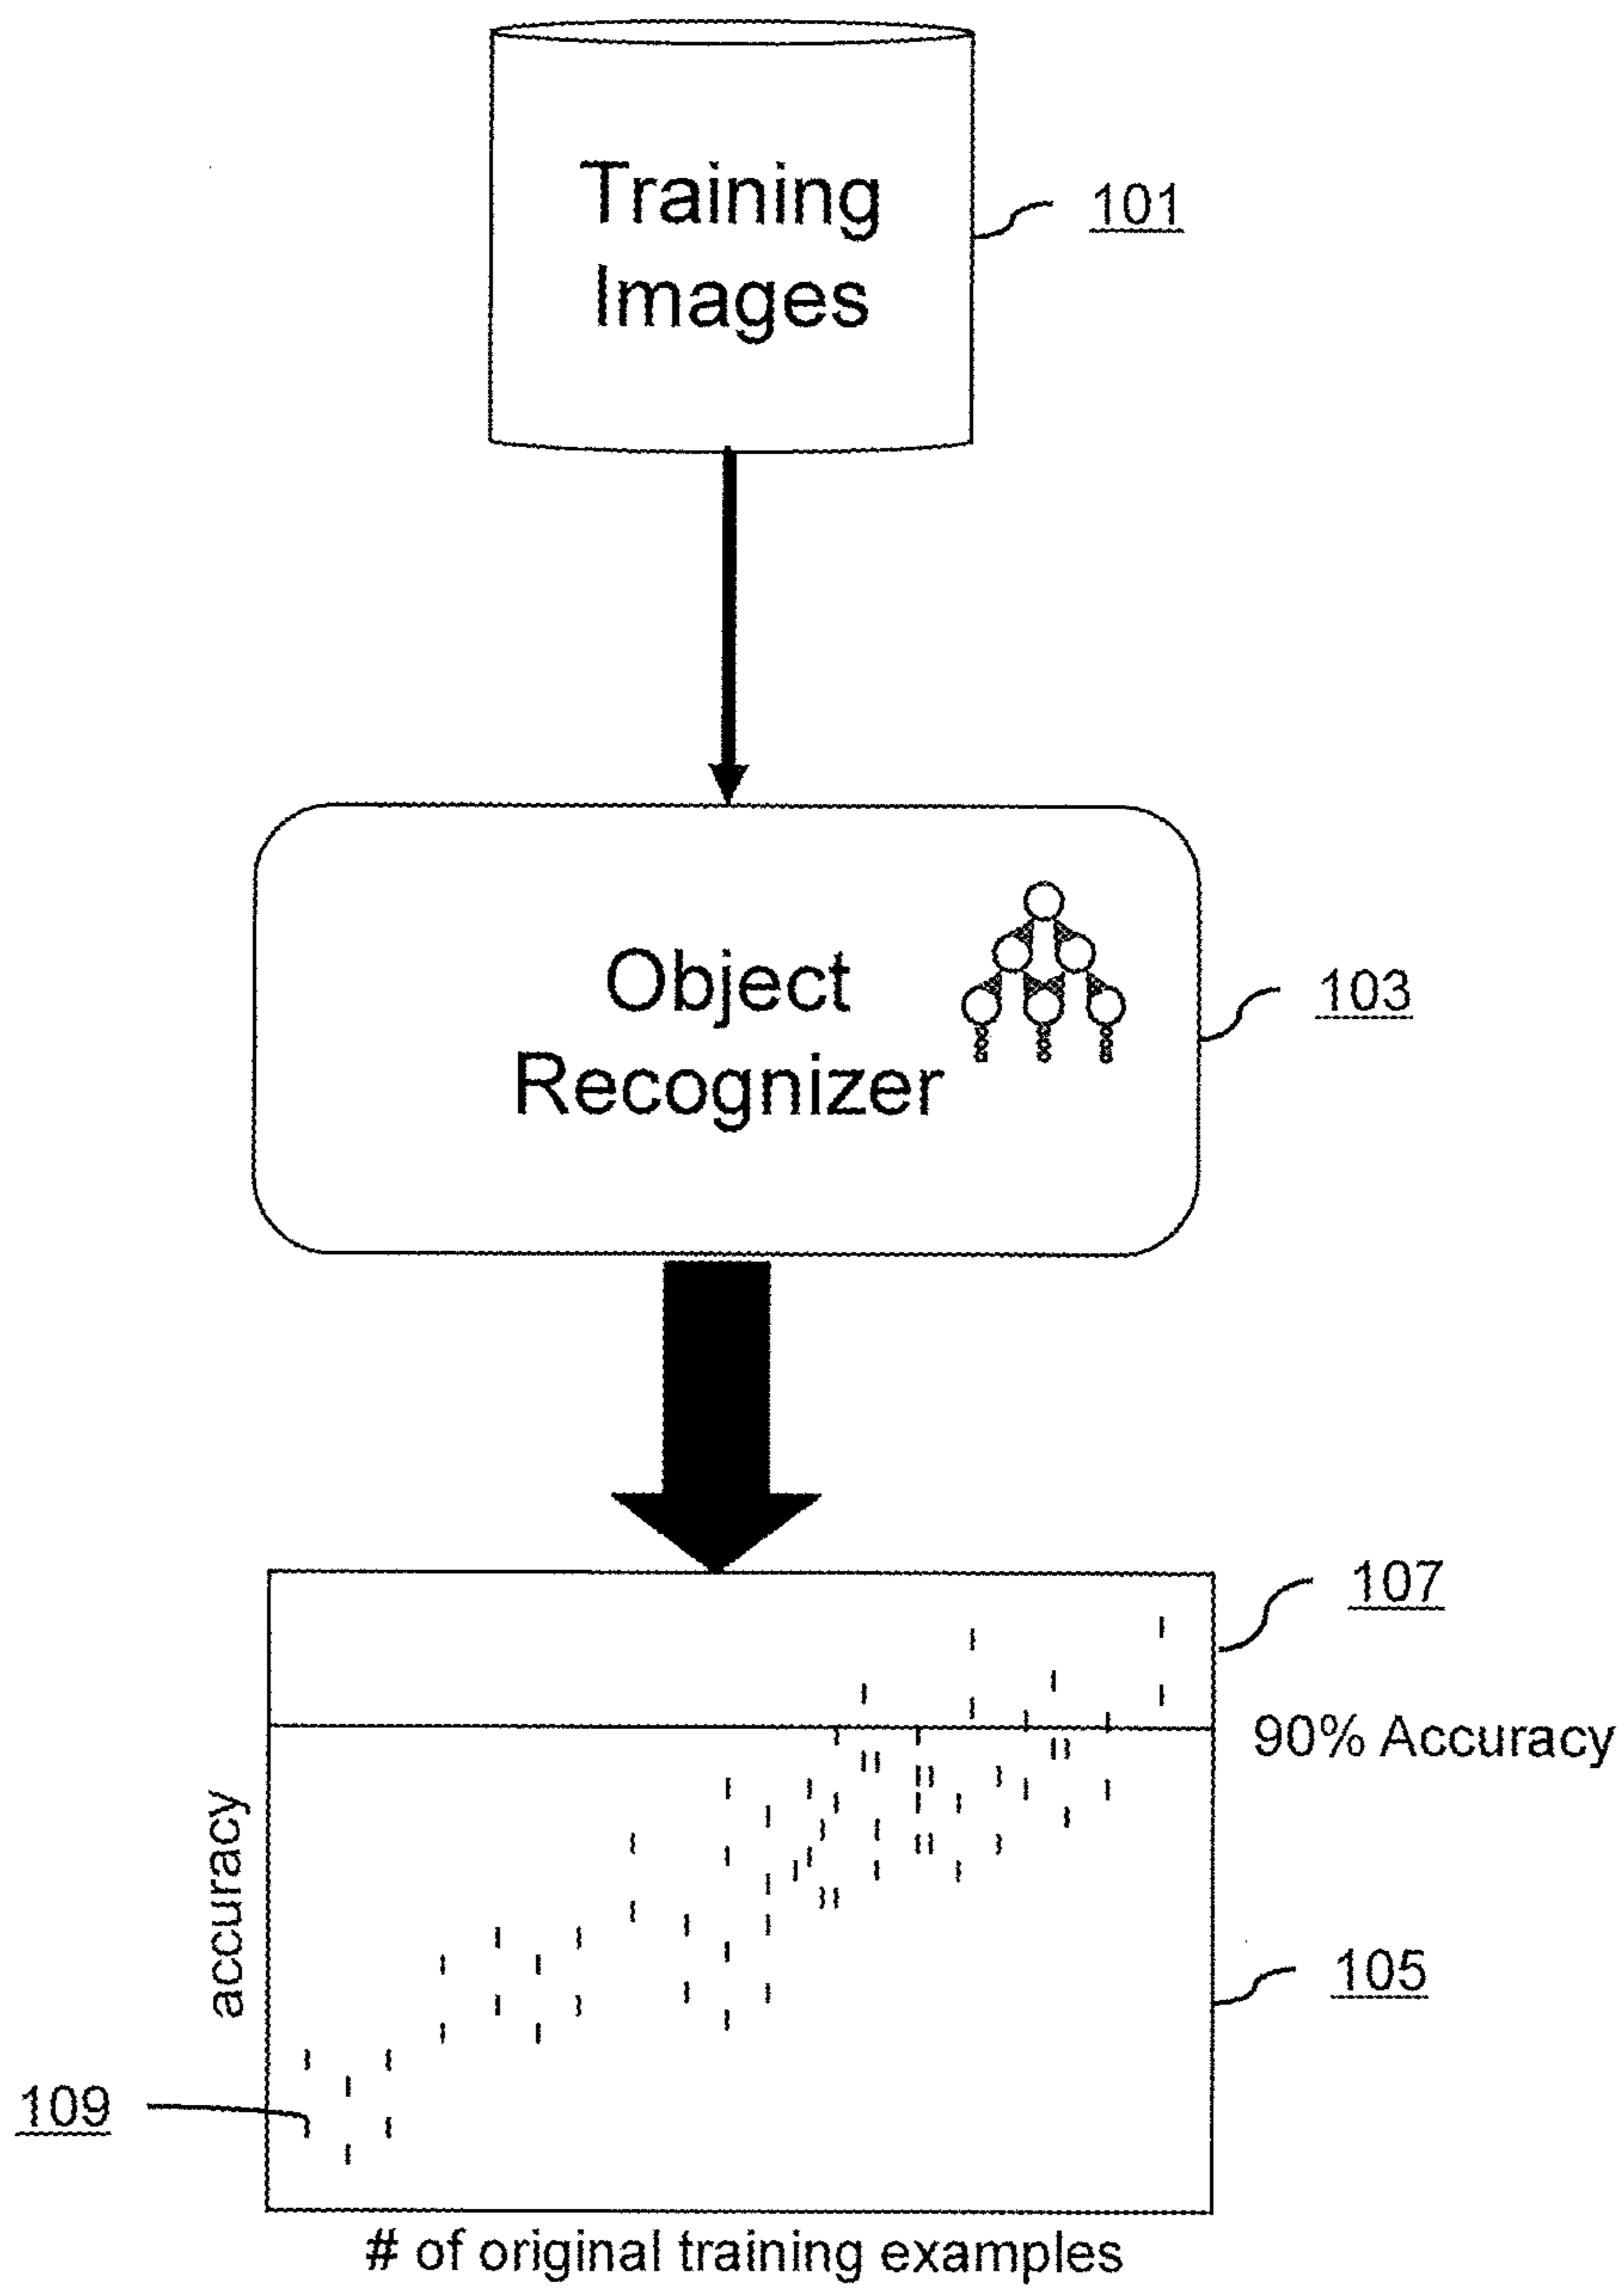 Training
Images
101
Object
Recognizer
103
107
90% Accuracy
accuracy
105
109
# of original training examples